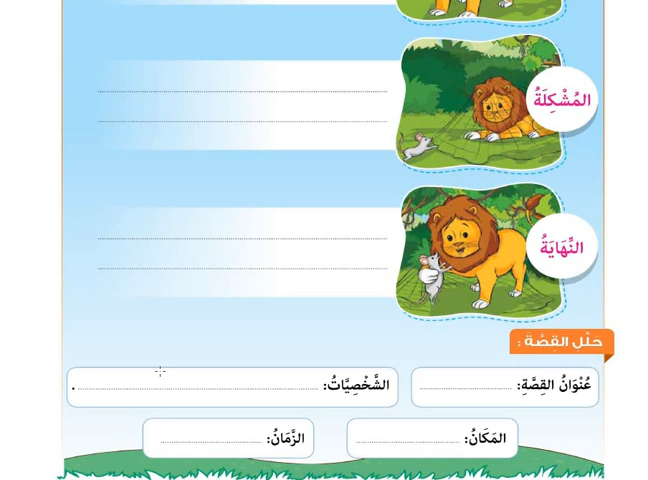 المُشْكِلَةُ
النِّهَايَةُ
حَلِّلِ القِصَّة :
عُنْوَانُ القِصَّةِ: ........................ الشَّخْصِيَّاتُ: ........................ .
المَكَانُ: ........................ الزَّمَانُ: ........................